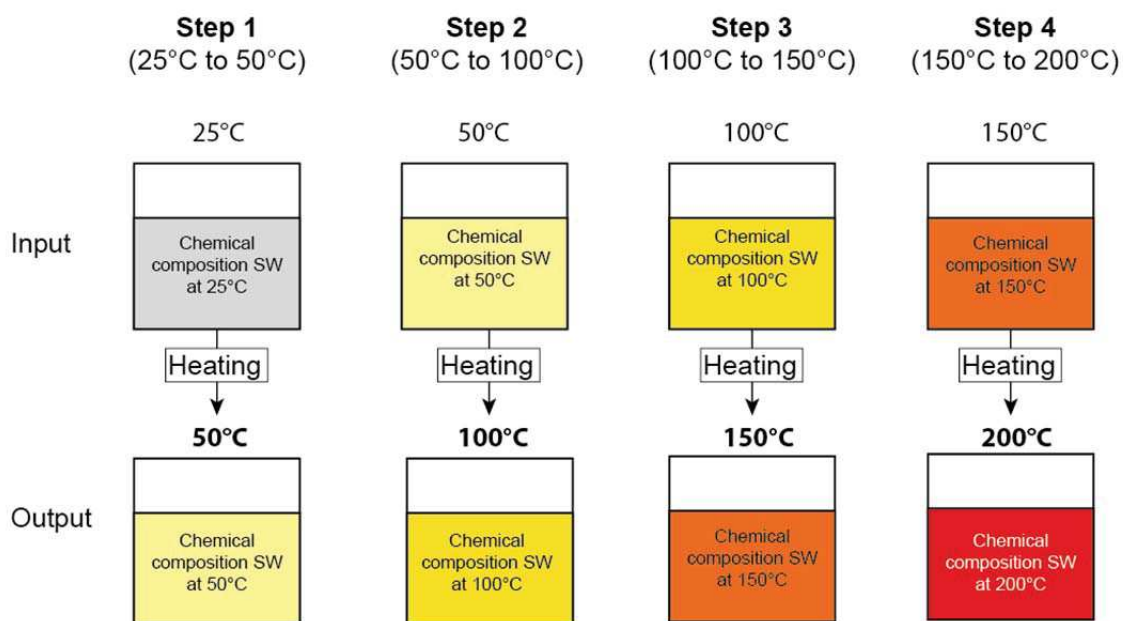 Step 1
(25°C to 50°C)
Step 2
(50°C to 100°C)
Step 3
(100°C to 150°C)
Step 4
(150°C to 200°C)
25°C
50°C
100°C
150°C
Input
Chemical
composition SW
at 25°C
Chemical
composition SW
at 50°C
Chemical
composition SW
at 100°C
Chemical
composition SW
at 150°C
Heating
Heating
Heating
Heating
50°C
100°C
150°C
200°C
Output
Chemical
composition SW
at 50°C
Chemical
composition SW
at 100°C
Chemical
composition SW
at 150°C
Chemical
composition SW
at 200°C